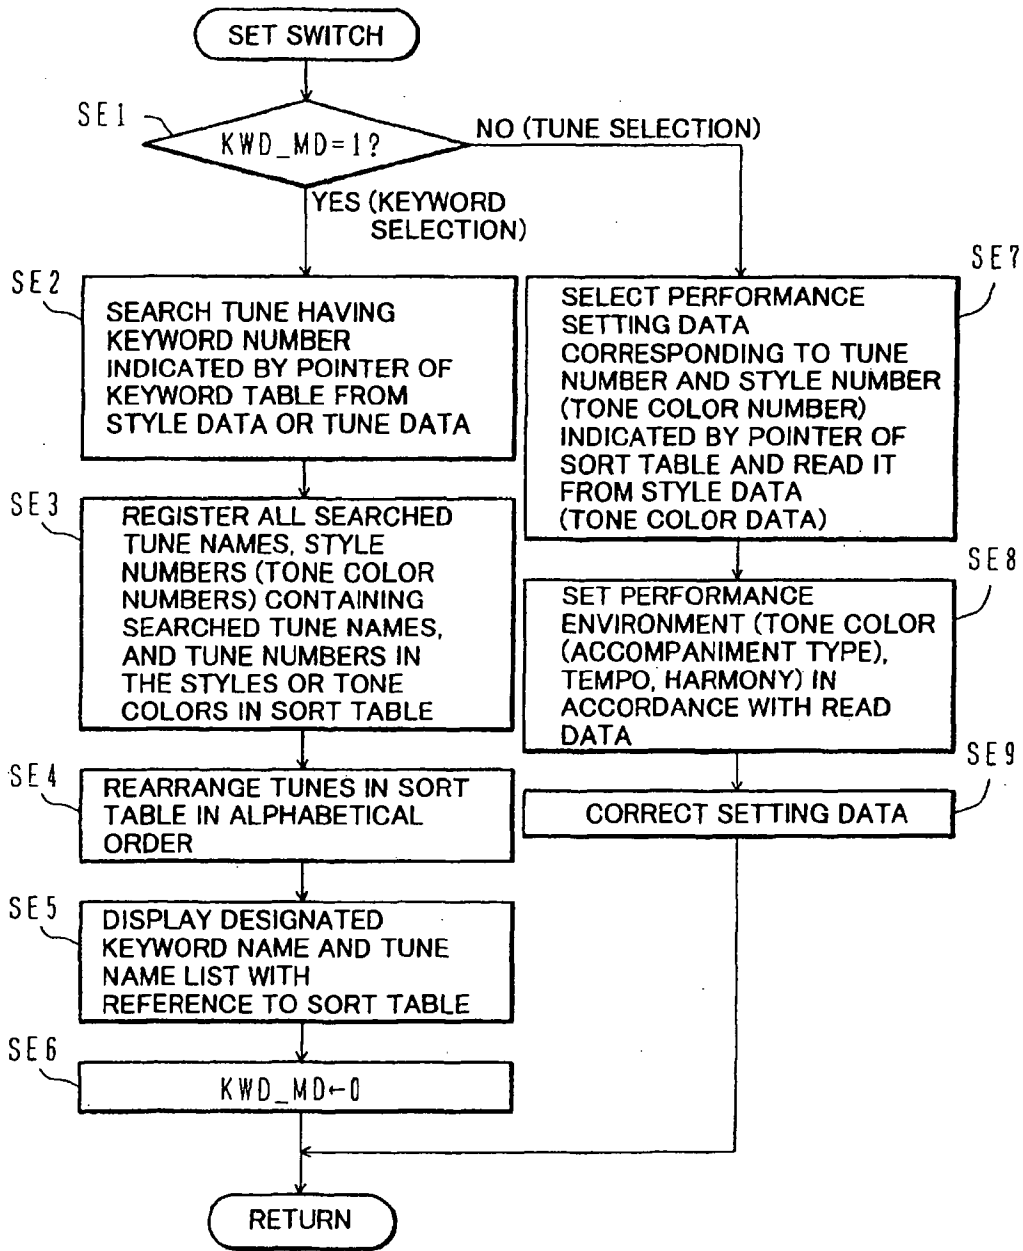 SET SWITCH
SE1
KWD_MD=1?
NO (TUNE SELECTION)
YES (KEYWORD
SELECTION)
SE2
SEARCH TUNE HAVING
KEYWORD NUMBER
INDICATED BY POINTER OF
KEYWORD TABLE FROM
STYLE DATA OR TUNE DATA
SE3
REGISTER ALL SEARCHED
TUNE NAMES, STYLE
NUMBERS (TONE COLOR
NUMBERS) CONTAINING
SEARCHED TUNE NAMES,
AND TUNE NUMBERS IN
THE STYLES OR TONE
COLORS IN SORT TABLE
SE4
REARRANGE TUNES IN SORT
TABLE IN ALPHABETICAL
ORDER
SE5
DISPLAY DESIGNATED
KEYWORD NAME AND TUNE
NAME LIST WITH
REFERENCE TO SORT TABLE
SE6
KWD_MD←0
SE7
SELECT PERFORMANCE
SETTING DATA
CORRESPONDING TO TUNE
NUMBER AND STYLE NUMBER
(TONE COLOR NUMBER)
INDICATED BY POINTER OF
SORT TABLE AND READ IT
FROM STYLE DATA
(TONE COLOR DATA)
SE8
SET PERFORMANCE
ENVIRONMENT (TONE COLOR
(ACCOMPANIMENT TYPE),
TEMPO, HARMONY) IN
ACCORDANCE WITH READ
DATA
SE9
CORRECT SETTING DATA
RETURN